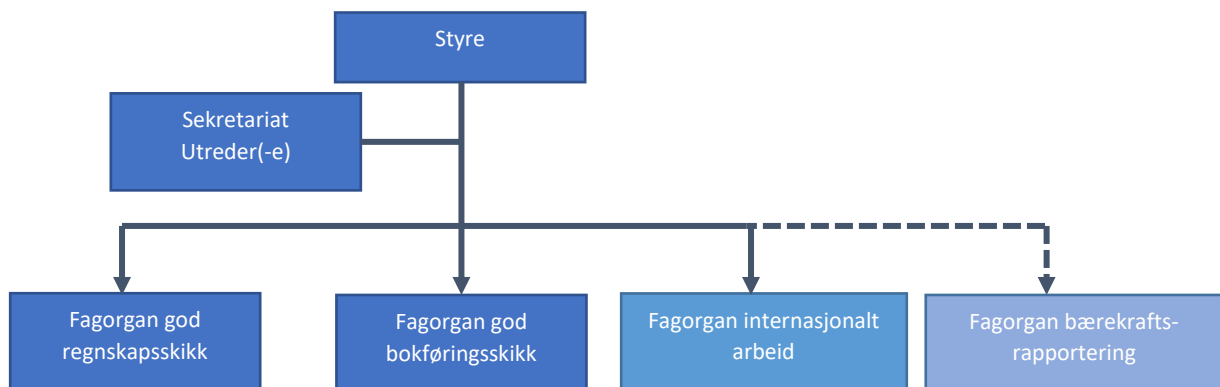 Styre
Sekretariat
Utreder(-e)
Fagorgan god
regnskapsskikk
Fagorgan god
bokføringsskikk
Fagorgan internasjonalt
arbeid
Fagorgan bærekrafts-
rapportering